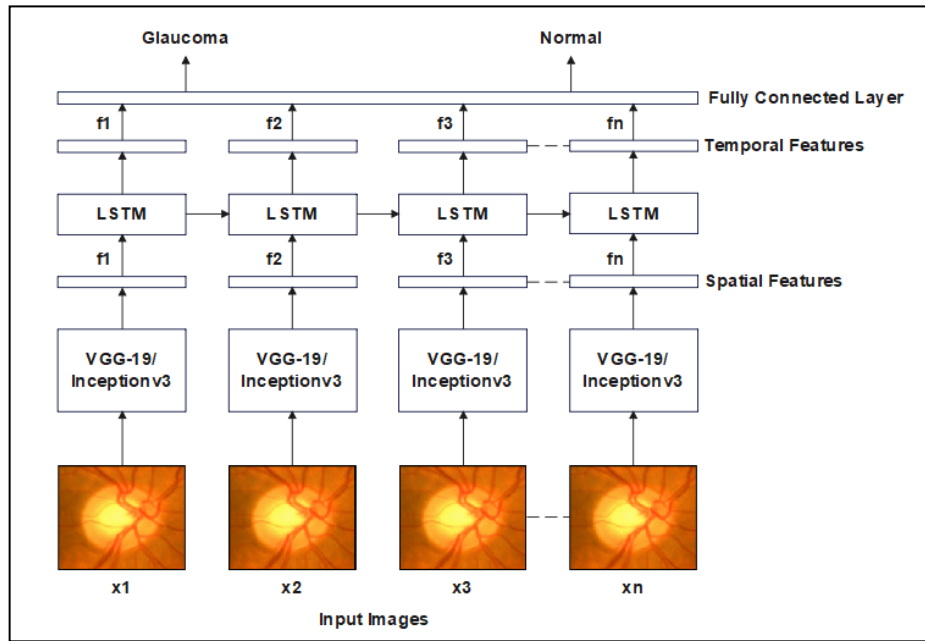 Glaucoma
Normal
Fully Connected Layer
f1
f2
f3
fn
Temporal Features
LSTM
LSTM
LSTM
LSTM
f1
f2
f3
fn
Spatial Features
VGG-19/
Inceptionv3
VGG-19/
Inceptionv3
VGG-19/
Inceptionv3
VGG-19/
Inceptionv3
x1
x2
x3
xn
Input Images